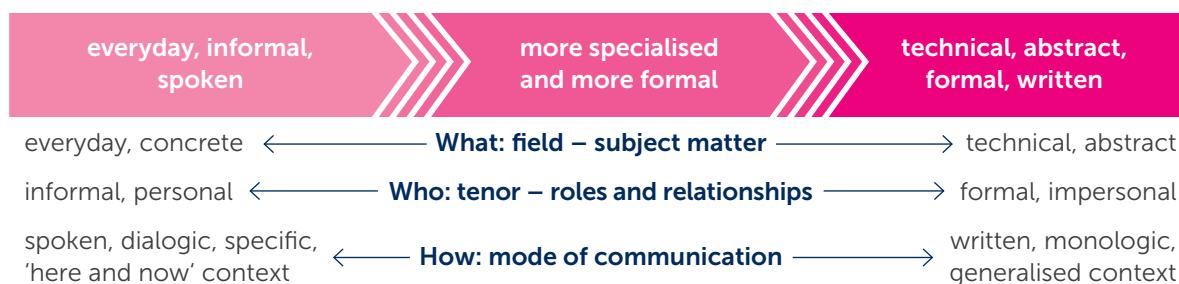 everyday, informal,
spoken
more specialised
and more formal
technical, abstract,
formal, written
everyday, concrete
What: field – subject matter
technical, abstract
informal, personal
Who: tenor – roles and relationships
formal, impersonal
spoken, dialogic, specific,
‘here and now’ context
How: mode of communication
written, monologic,
generalised context